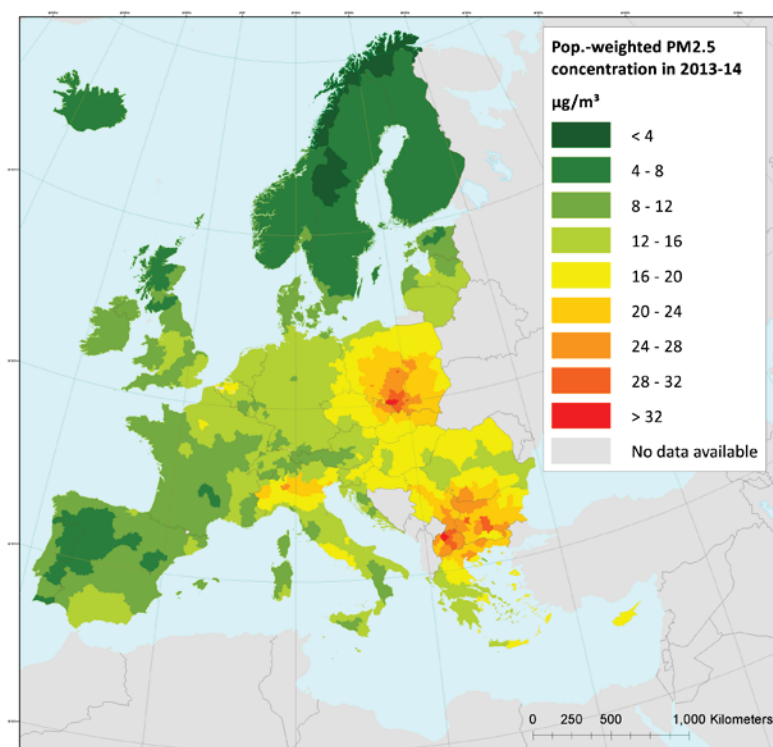 Pop.-weighted PM2.5
concentration in 2013-14
µg/m³
< 4
4 - 8
8 - 12
12 - 16
16 - 20
20 - 24
24 - 28
28 - 32
> 32
No data available
0 250 500 1,000 Kilometers